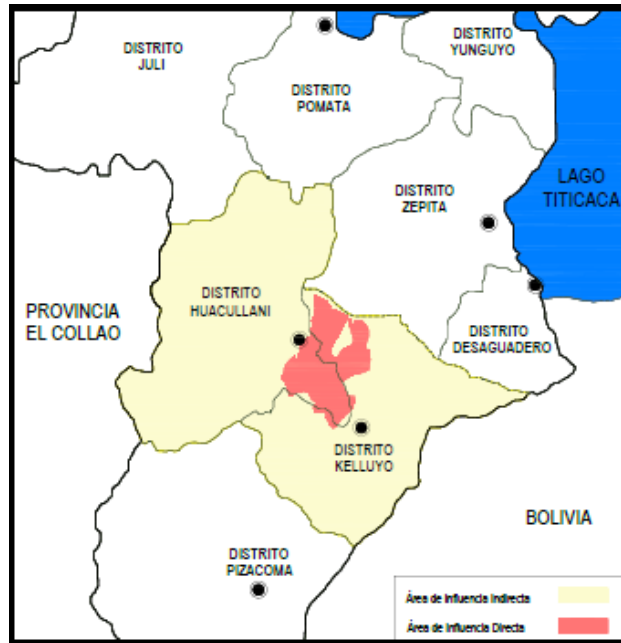 DISTRITO
JULI
DISTRITO
YUNGUYO
DISTRITO
POMATA
LAGO
TITICACA
DISTRITO
ZEPITA
PROVINCIA
EL COLLAO
DISTRITO
HUACULLANI
DISTRITO
DESAGUADERO
DISTRITO
KELLUYO
BOLIVIA
DISTRITO
PIZACOMA
Área de Influencia Indirecta
Área de Influencia Directa